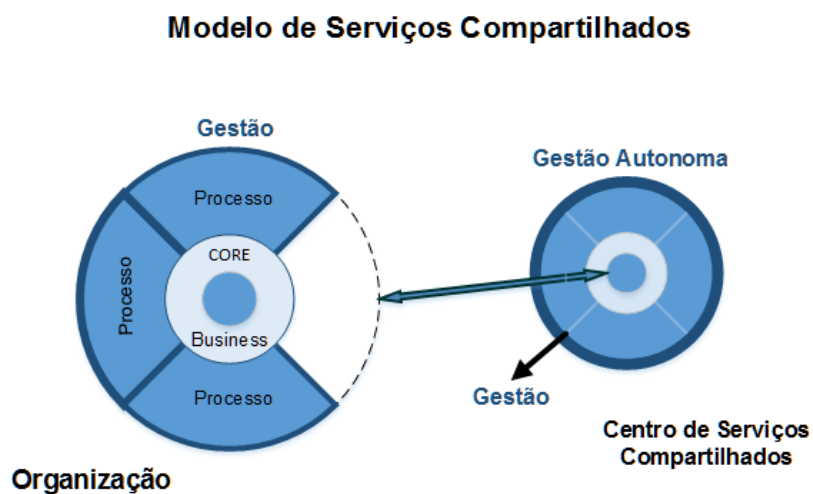 Modelo de Serviços Compartilhados
Gestão
Gestão Autonoma
Processo
CORE
Processo
Business
Processo
Gestão
Centro de Serviços
Compartilhados
Organização